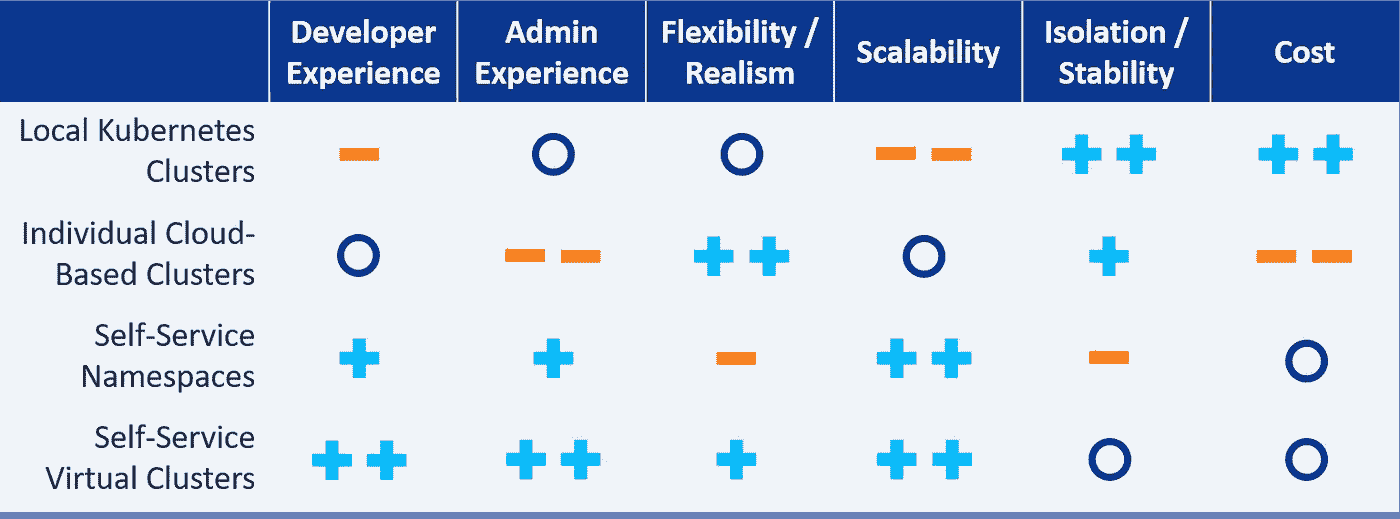 Developer Experience
Admin Experience
Flexibility / Realism
Scalability
Isolation / Stability
Cost
Local Kubernetes
Clusters
- O O - - + + + +
Individual Cloud-
Based Clusters
O - - + + O + - -
Self-Service
Namespaces
+ + - + + - O
Self-Service
Virtual Clusters
+ + + + + + + O O